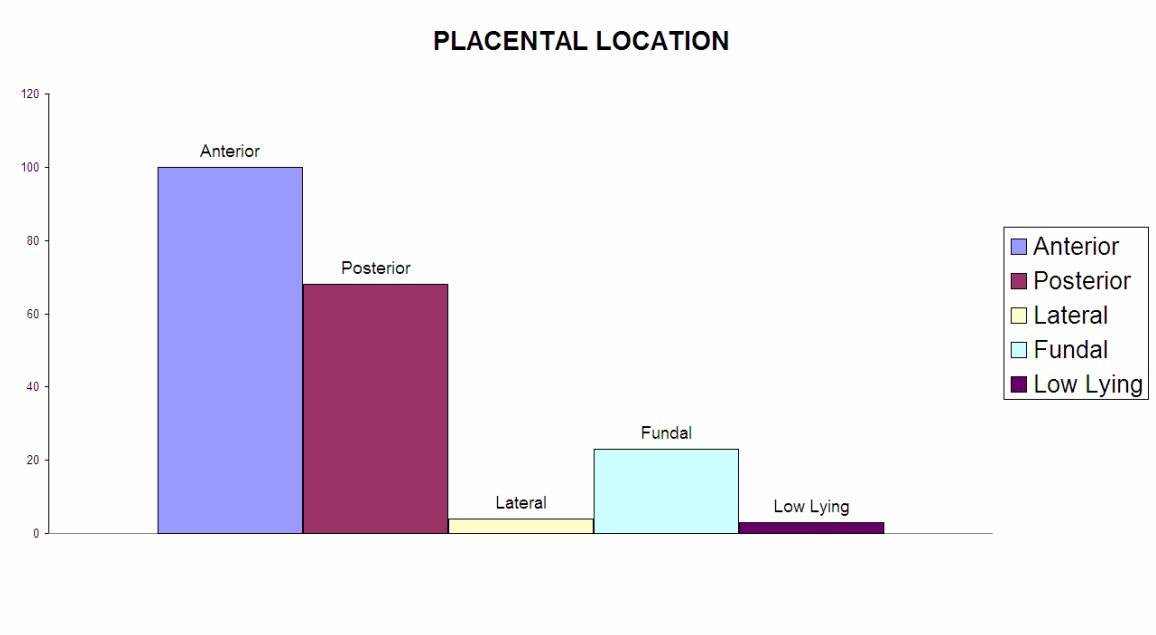 PLACENTAL LOCATION
120
100
80
60
40
20
0
Anterior
Posterior
Lateral
Fundal
Low Lying
Anterior
Posterior
Lateral
Fundal
Low Lying